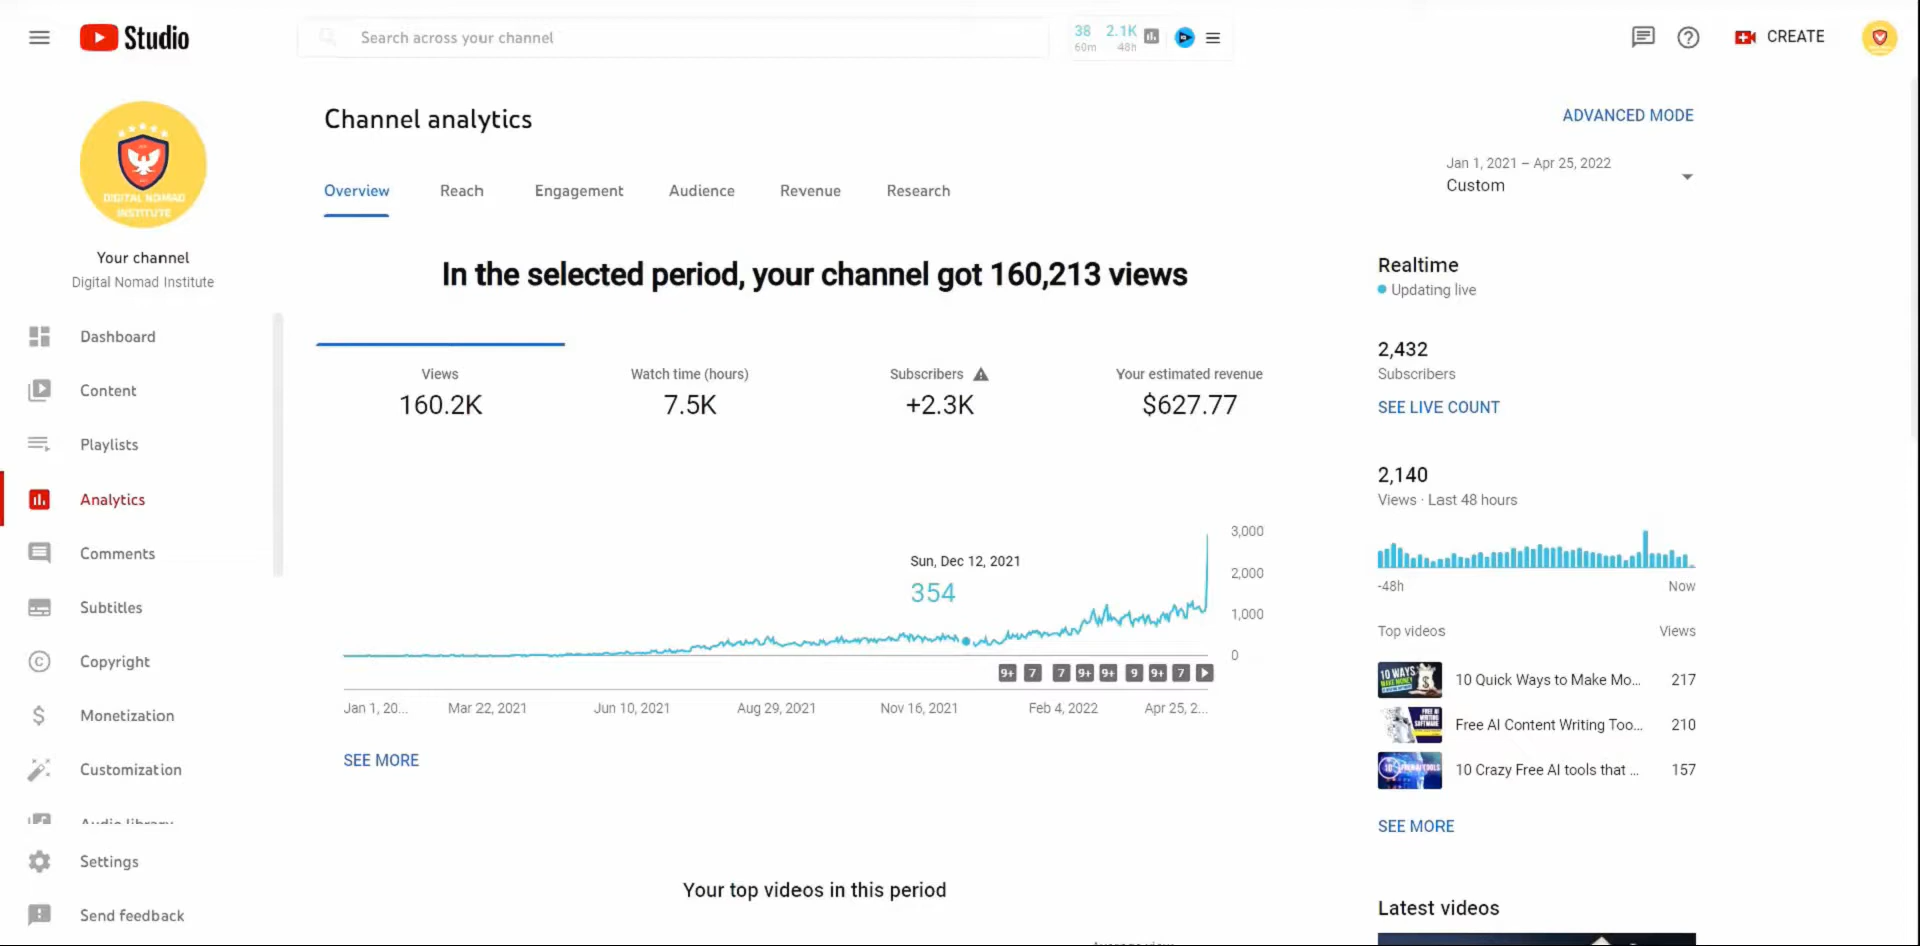 Studio
Search across your channel
38 2.1K
60m 48h
CREATE
DIGITAL NOMAD
INSTITUTE
Your channel
Digital Nomad Institute
Dashboard
Content
Playlists
Analytics
Comments
Subtitles
Copyright
Monetization
Customization
Audio library
Settings
Send feedback
Channel analytics
ADVANCED MODE
Jan 1, 2021 – Apr 25, 2022
Custom
Overview Reach Engagement Audience Revenue Research
In the selected period, your channel got 160,213 views
Views
160.2K
Watch time (hours)
7.5K
Subscribers
+2.3K
Your estimated revenue
$627.77
Sun, Dec 12, 2021
354
3,000
2,000
1,000
0
9+ 7 7 9+ 9+ 9 9+ 7
Jan 1, 20... Mar 22, 2021 Jun 10, 2021 Aug 29, 2021 Nov 16, 2021 Feb 4, 2022 Apr 25, 2...
SEE MORE
Your top videos in this period
Realtime
Updating live
2,432
Subscribers
SEE LIVE COUNT
2,140
Views · Last 48 hours
-48h Now
Top videos Views
10 WAYS
MAKE MONEY
10 Quick Ways to Make Mo... 217
FREE AI
WRITING
SOFTWARE
Free AI Content Writing Too... 210
10 Crazy Free AI tools that ... 157
SEE MORE
Latest videos